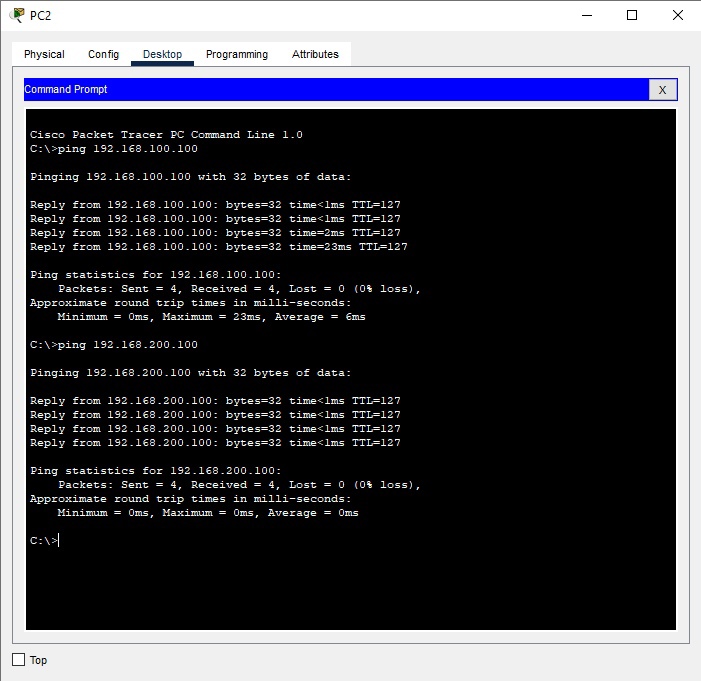 PC2
Physical Config Desktop Programming Attributes
Command Prompt X
Cisco Packet Tracer PC Command Line 1.0
C:\>ping 192.168.100.100
Pinging 192.168.100.100 with 32 bytes of data:
Reply from 192.168.100.100: bytes=32 time<1ms TTL=127
Reply from 192.168.100.100: bytes=32 time<1ms TTL=127
Reply from 192.168.100.100: bytes=32 time=2ms TTL=127
Reply from 192.168.100.100: bytes=32 time=23ms TTL=127
Ping statistics for 192.168.100.100:
Packets: Sent = 4, Received = 4, Lost = 0 (0% loss),
Approximate round trip times in milli-seconds:
Minimum = 0ms, Maximum = 23ms, Average = 6ms
C:\>ping 192.168.200.100
Pinging 192.168.200.100 with 32 bytes of data:
Reply from 192.168.200.100: bytes=32 time<1ms TTL=127
Reply from 192.168.200.100: bytes=32 time<1ms TTL=127
Reply from 192.168.200.100: bytes=32 time<1ms TTL=127
Reply from 192.168.200.100: bytes=32 time<1ms TTL=127
Ping statistics for 192.168.200.100:
Packets: Sent = 4, Received = 4, Lost = 0 (0% loss),
Approximate round trip times in milli-seconds:
Minimum = 0ms, Maximum = 0ms, Average = 0ms
C:\>
Top